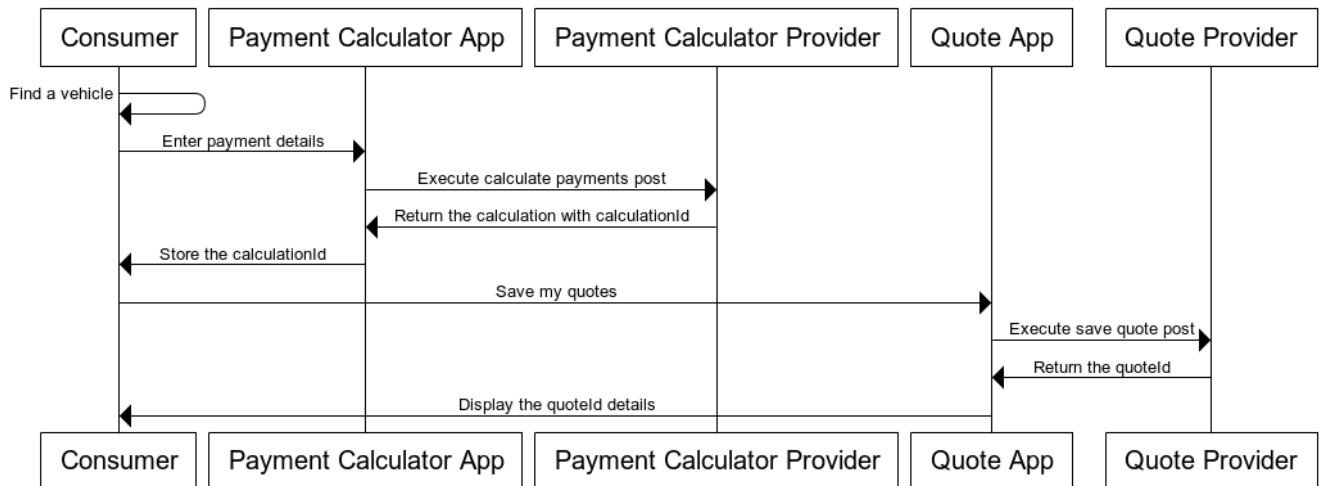 Consumer
Payment Calculator App
Payment Calculator Provider
Quote App
Quote Provider
Find a vehicle
Enter payment details
Execute calculate payments post
Return the calculation with calculationId
Store the calculationId
Save my quotes
Execute save quote post
Return the quoteId
Display the quoteId details
Consumer
Payment Calculator App
Payment Calculator Provider
Quote App
Quote Provider